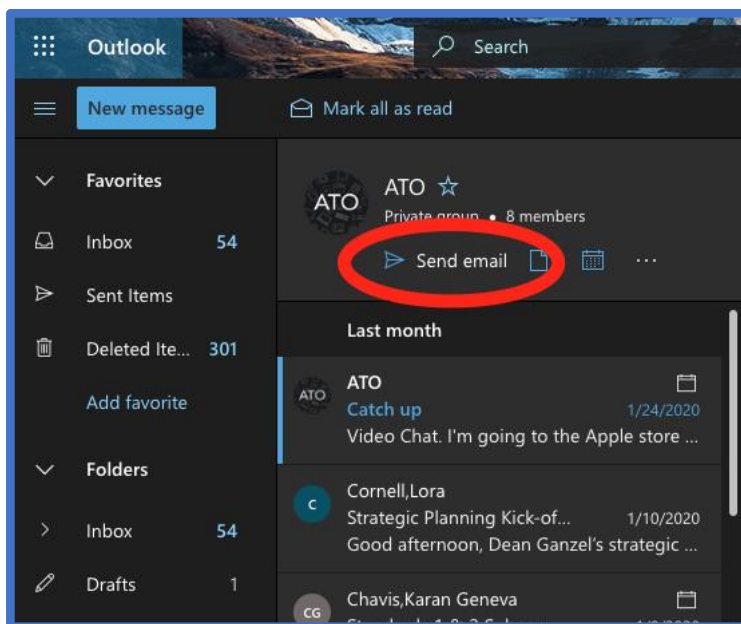 Outlook
Search
New message
Mark all as read
Favorites
Inbox 54
Sent Items
Deleted Ite... 301
Add favorite
Folders
Inbox 54
Drafts 1
ATO
ATO
Private group • 8 members
Send email
...
Last month
ATO
ATO
Catch up 1/24/2020
Video Chat. I'm going to the Apple store ...
C
Cornell,Lora
Strategic Planning Kick-of... 1/10/2020
Good afternoon, Dean Ganzel's strategic ...
CG
Chavis,Karan Geneva